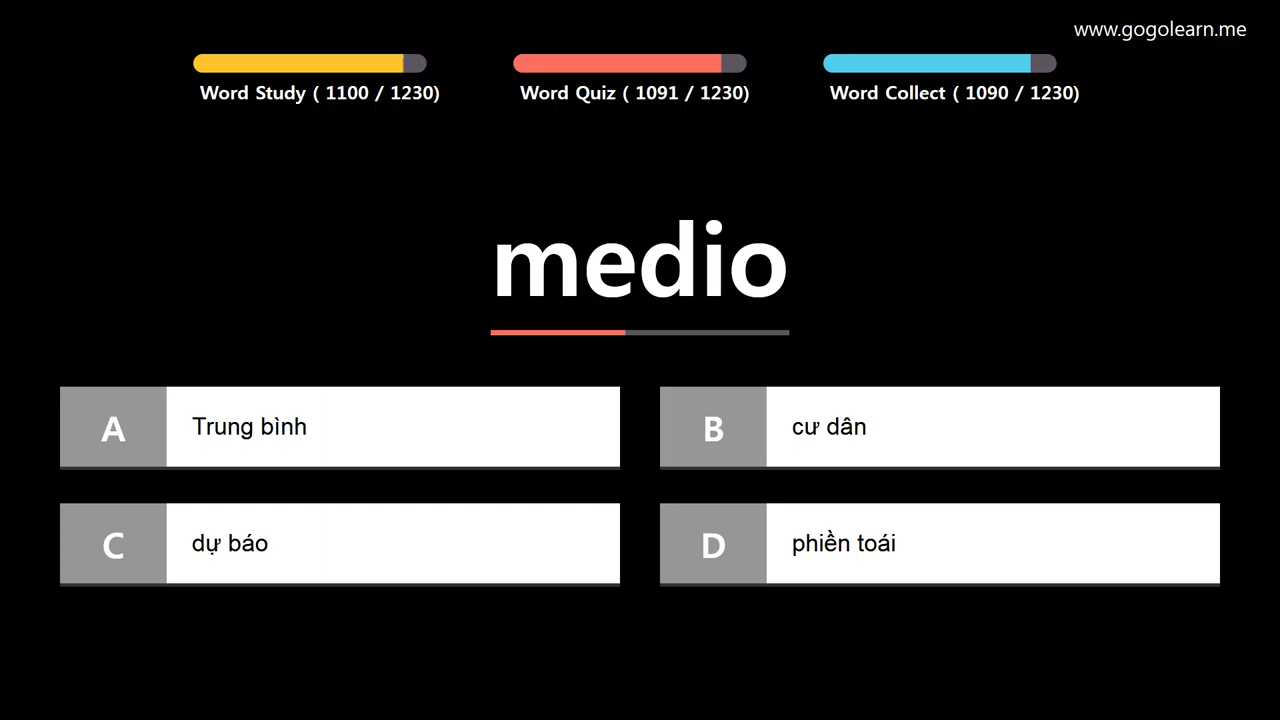 www.gogolearn.me
Word Study ( 1100 / 1230)
Word Quiz ( 1091 / 1230)
Word Collect ( 1090 / 1230)
medio
A Trung bình
B cư dân
C dự báo
D phiền toái